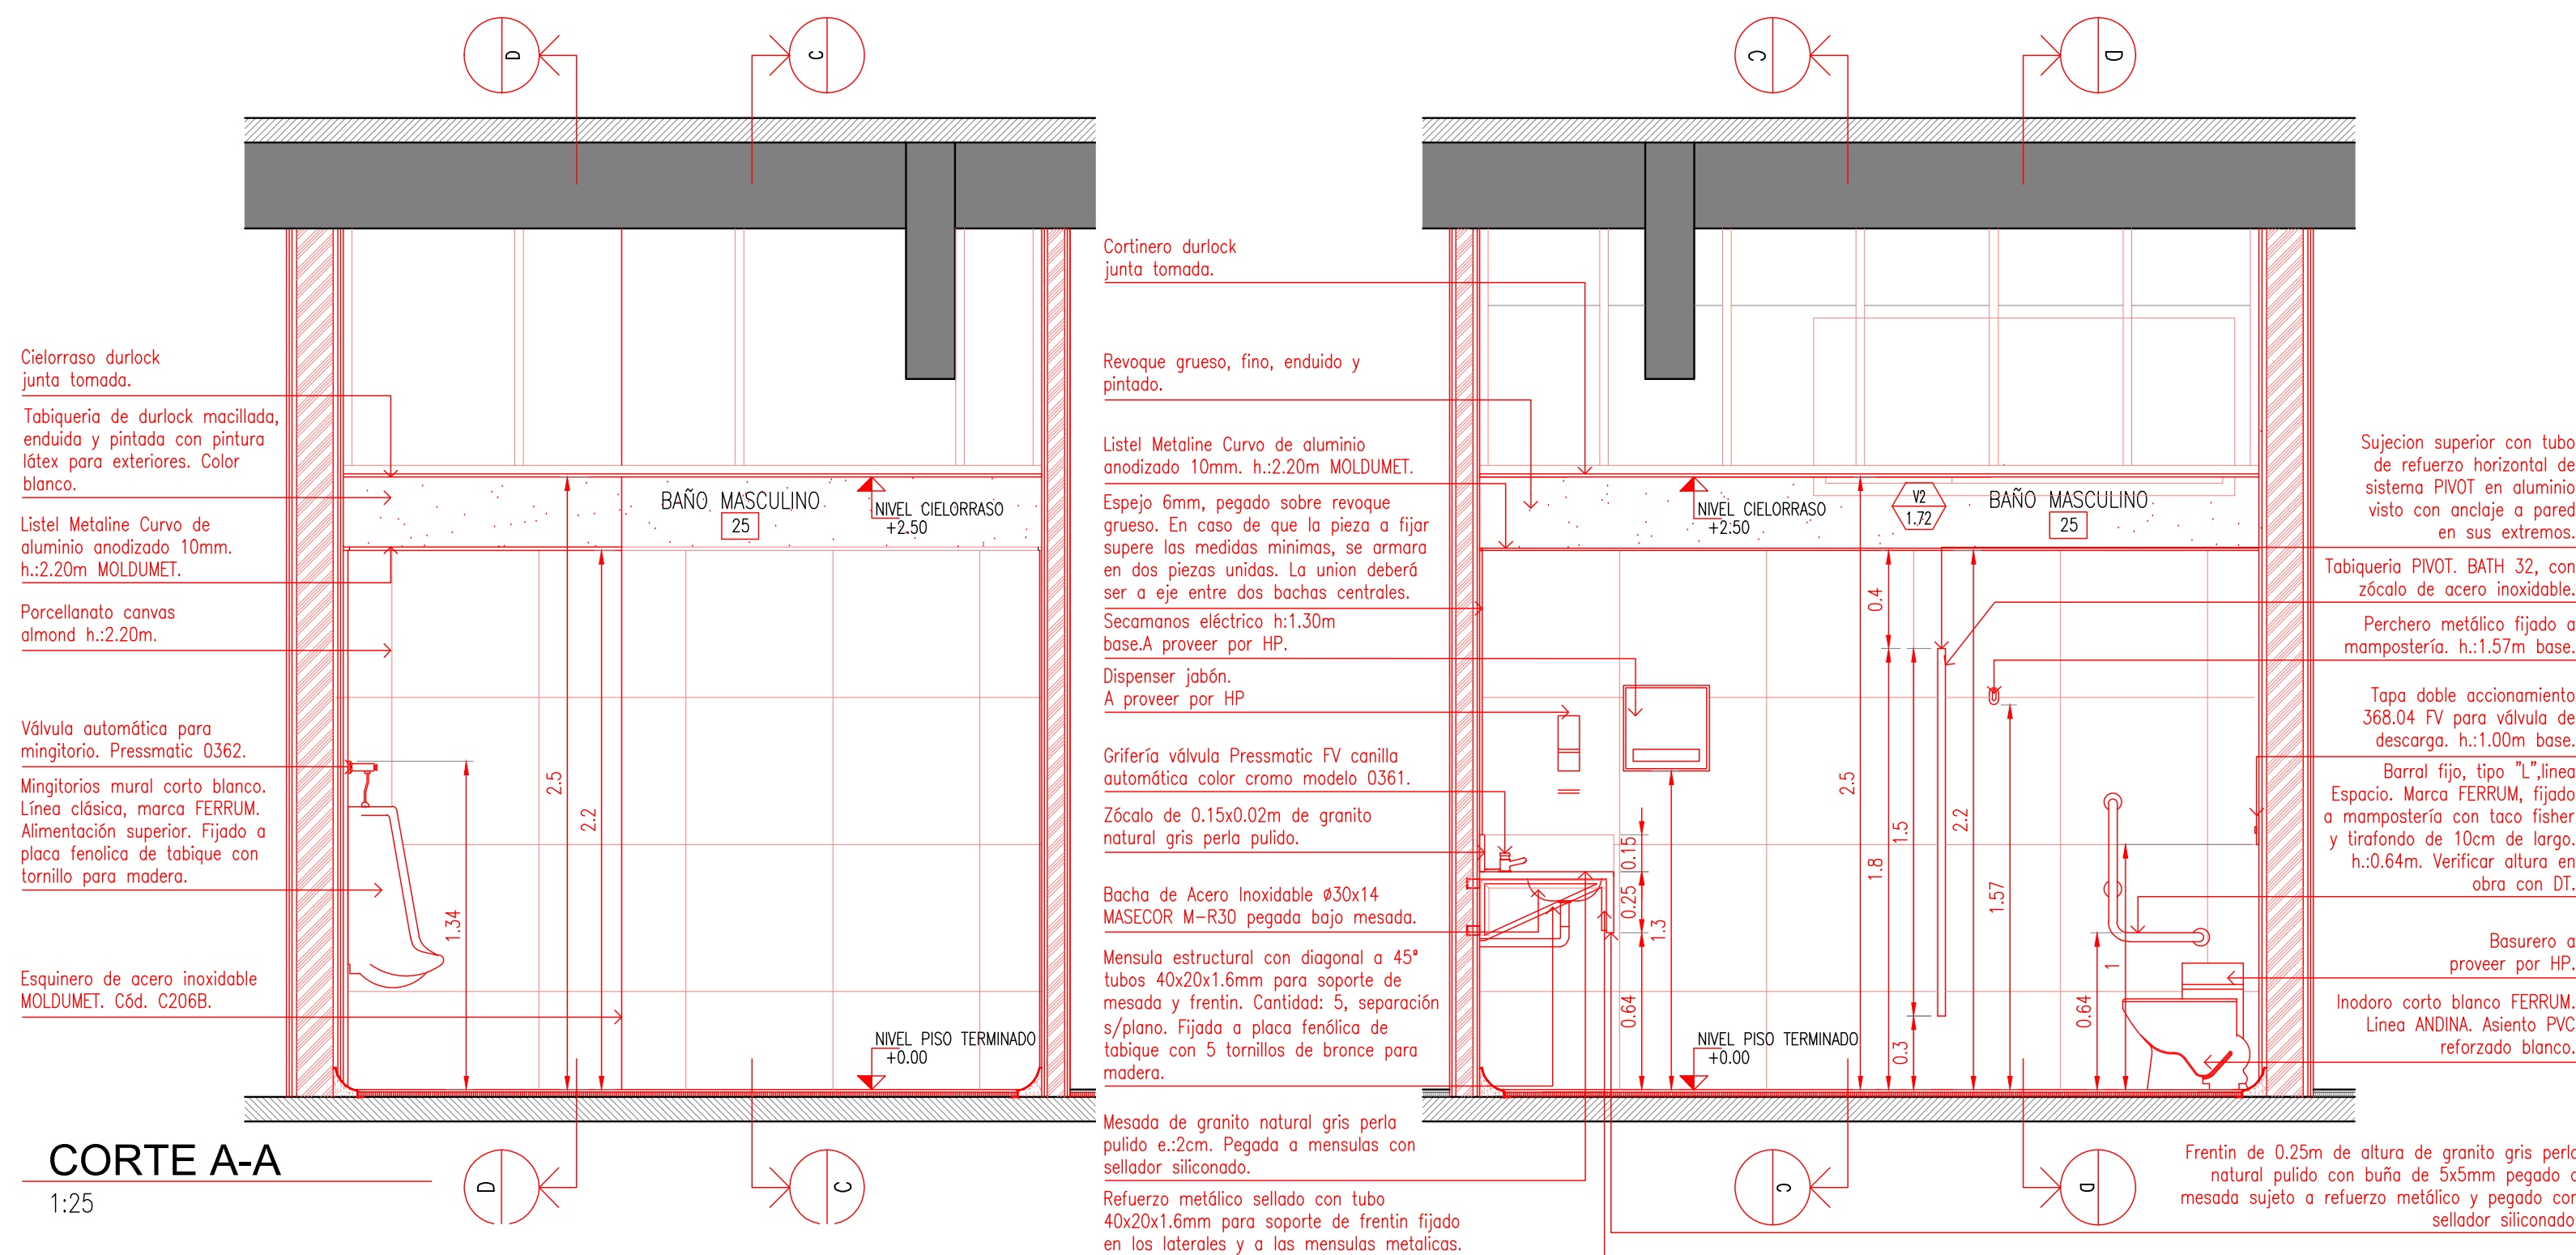 D
C
C
D
Cielorraso durlock
junta tomada.
Tabiqueria de durlock macillada,
enduida y pintada con pintura
látex para exteriores. Color
blanco.
Listel Metaline Curvo de
aluminio anodizado 10mm.
h.:2.20m MOLDUMET.
Porcellanato canvas
almond h.:2.20m.
Válvula automática para
mingitorio. Pressmatic 0362.
Mingitorios mural corto blanco.
Línea clásica, marca FERRUM.
Alimentación superior. Fijado a
placa fenolica de tabique con
tornillo para madera.
Esquinero de acero inoxidable
MOLDUMET. Cód. C206B.
BAÑO MASCULINO
25
NIVEL CIELORRASO
+2.50
2.5
2.2
1.34
NIVEL PISO TERMINADO
+0.00
Cortinero durlock
junta tomada.
Revoque grueso, fino, enduido y
pintado.
Listel Metaline Curvo de aluminio
anodizado 10mm. h.:2.20m MOLDUMET.
Espejo 6mm, pegado sobre revoque
grueso. En caso de que la pieza a fijar
supere las medidas minimas, se armara
en dos piezas unidas. La union deberá
ser a eje entre dos bachas centrales.
Secamanos eléctrico h:1.30m
base.A proveer por HP.
Dispenser jabón.
A proveer por HP
Grifería válvula Pressmatic FV canilla
automática color cromo modelo 0361.
Zócalo de 0.15x0.02m de granito
natural gris perla pulido.
Bacha de Acero Inoxidable ø30x14
MASECOR M-R30 pegada bajo mesada.
Mensula estructural con diagonal a 45°
tubos 40x20x1.6mm para soporte de
mesada y frentin. Cantidad: 5, separación
s/plano. Fijada a placa fenólica de
tabique con 5 tornillos de bronce para
madera.
Mesada de granito natural gris perla
pulido e.:2cm. Pegada a mensulas con
sellador siliconado.
Refuerzo metálico sellado con tubo
40x20x1.6mm para soporte de frentin fijado
en los laterales y a las mensulas metalicas.
NIVEL CIELORRASO
+2.50
V2
1.72
BAÑO MASCULINO
25
0.4
2.5
1.8
1.5
2.2
1.57
0.15
0.25
0.64
1.3
0.3
0.64
1
NIVEL PISO TERMINADO
+0.00
Sujecion superior con tubo
de refuerzo horizontal de
sistema PIVOT en aluminio
visto con anclaje a pared
en sus extremos.
Tabiqueria PIVOT. BATH 32, con
zócalo de acero inoxidable.
Perchero metálico fijado a
mampostería. h.:1.57m base.
Tapa doble accionamiento
368.04 FV para válvula de
descarga. h.:1.00m base.
Barral fijo, tipo "L",linea
Espacio. Marca FERRUM, fijado
a mampostería con taco fisher
y tirafondo de 10cm de largo.
h.:0.64m. Verificar altura en
obra con DT.
Basurero a
proveer por HP.
Inodoro corto blanco FERRUM.
Linea ANDINA. Asiento PVC
reforzado blanco.
Frentin de 0.25m de altura de granito gris perla
natural pulido con buña de 5x5mm pegado a
mesada sujeto a refuerzo metálico y pegado con
sellador siliconado
CORTE A-A
1:25
D
C
C
D